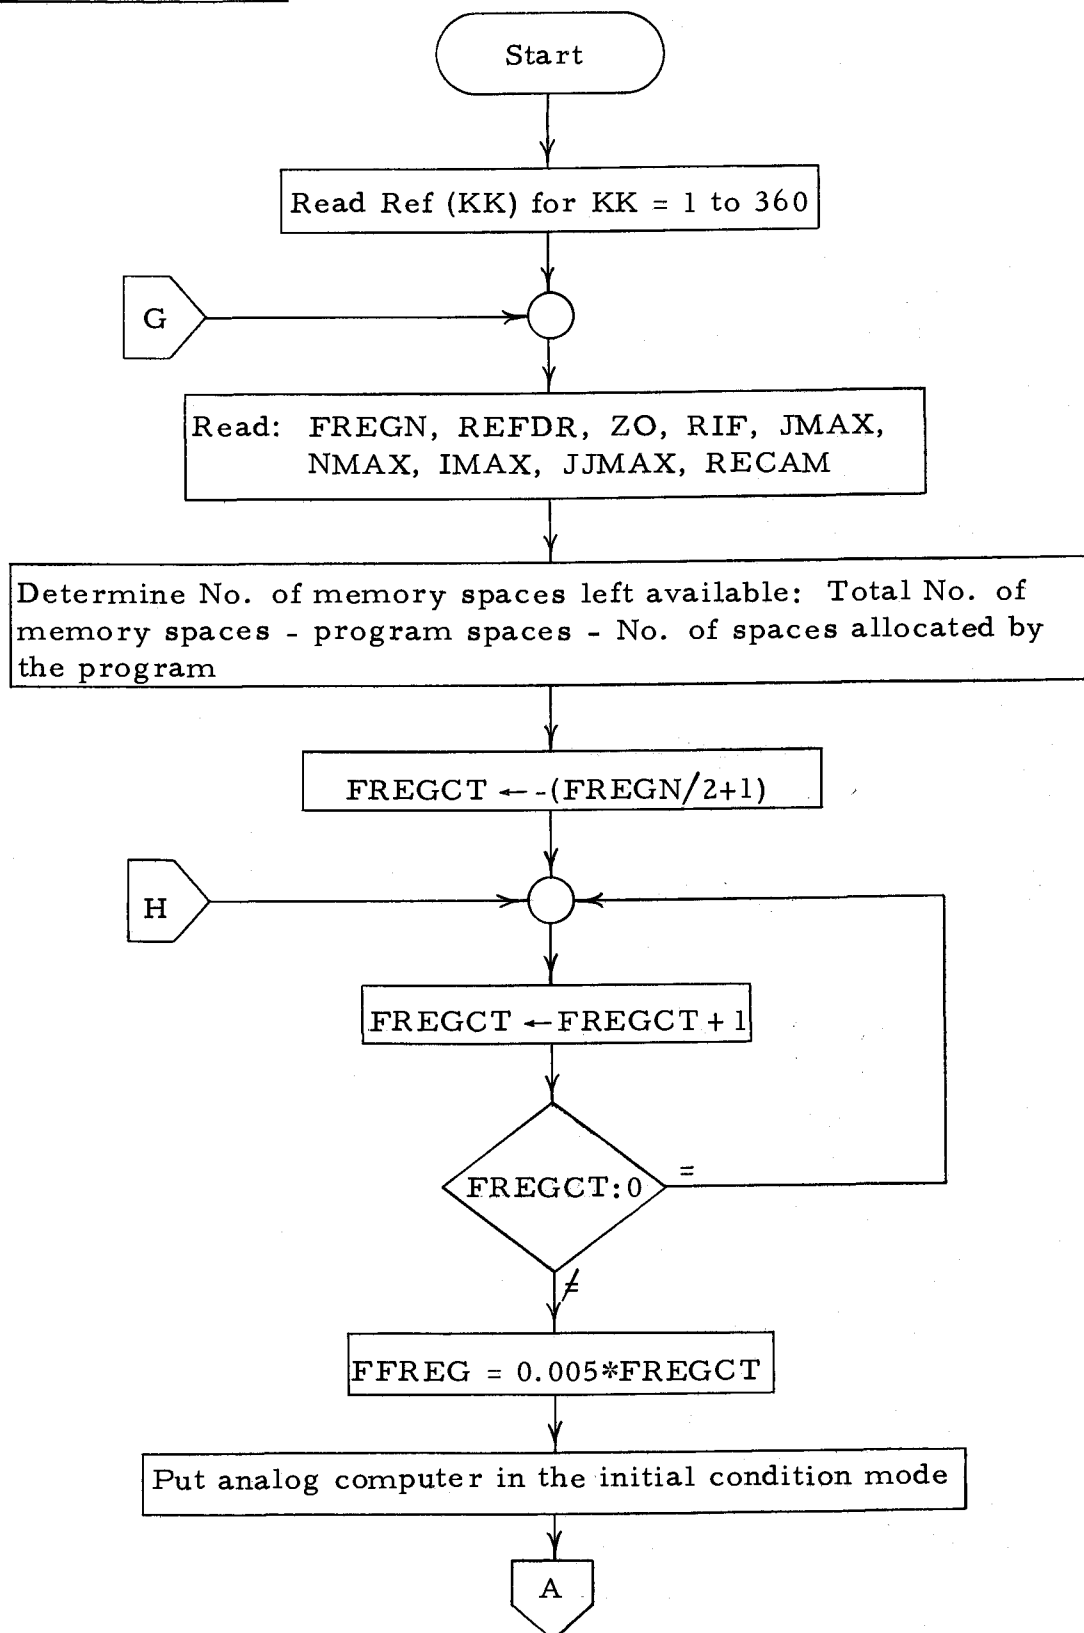 Start
Read Ref (KK) for KK = 1 to 360
G
Read: FREGN, REFDR, ZO, RIF, JMAX,
NMAX, IMAX, JJMAX, RECAM
Determine No. of memory spaces left available: Total No. of
memory spaces - program spaces - No. of spaces allocated by
the program
FREGCT ← -(FREGN/2+1)
H
FREGCT ← FREGCT + 1
FREGCT:0
=
≠
FFREG = 0.005*FREGCT
Put analog computer in the initial condition mode
A